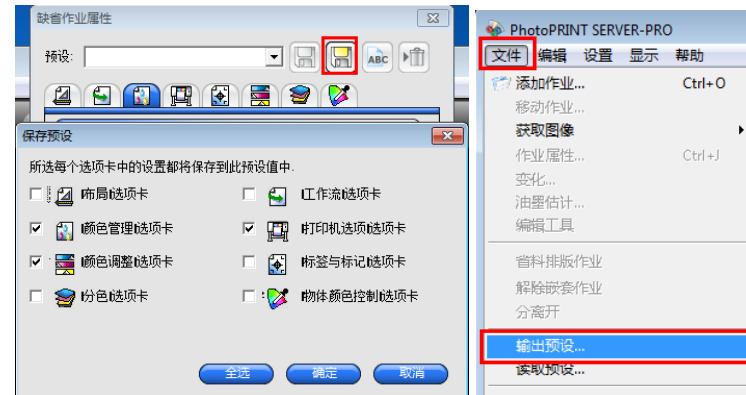 缺省作业属性
预设:
ABC
保存预设
所选每个选项卡中的设置都将保存到此预设值中.
布局选项卡
工作流选项卡
颜色管理选项卡
打印机选项选项卡
颜色调整选项卡
标签与标记选项卡
分色选项卡
物体颜色控制选项卡
全选 确定 取消
PhotoPRINT SERVER-PRO
文件 编辑 设置 显示 帮助
添加作业... Ctrl+O
移动作业...
获取图像
作业属性... Ctrl+J
变化...
油墨估计...
编辑工具
省料排版作业
解除嵌套作业
分离开
输出预设...
读取预设...